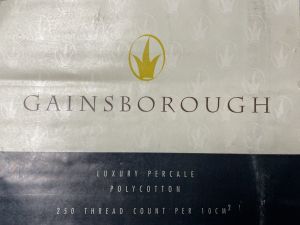 GAINSBOROUGH
LUXURY PERCALE
POLYCOTTON
250 THREAD COUNT PER 10CM²